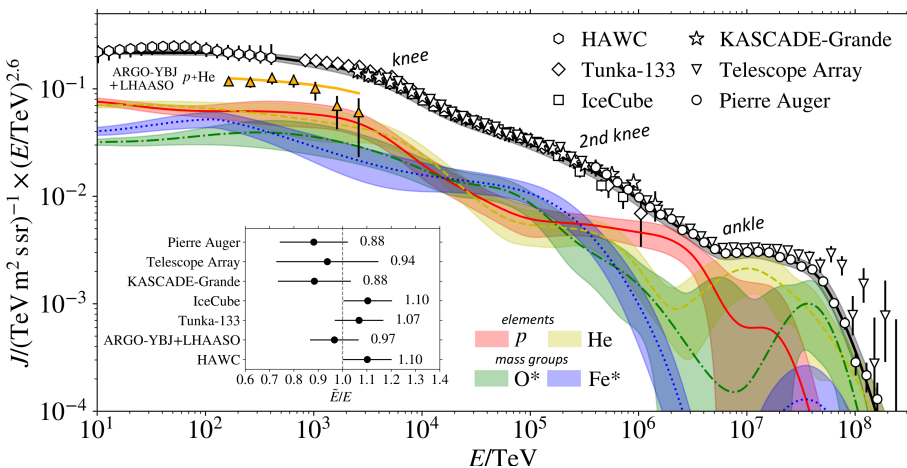 HAWC
Tunka-133
IceCube
KASCADE-Grande
Telescope Array
Pierre Auger
knee
2nd knee
ankle
ARGO-YBJ
+LHAASO
p+He
J/(TeV m² s sr)⁻¹ × (E/TeV)^2.6
10⁻¹
10⁻²
10⁻³
10⁻⁴
Pierre Auger 0.88
Telescope Array 0.94
KASCADE-Grande 0.88
IceCube 1.10
Tunka-133 1.07
ARGO-YBJ+LHAASO 0.97
HAWC 1.10
0.6 0.9 1.0 1.1 1.2 1.3 1.4
Ẽ/E
elements
p He
mass groups
O* Fe*
10¹ 10² 10³ 10⁴ 10⁵ 10⁶ 10⁷ 10⁸
E/TeV